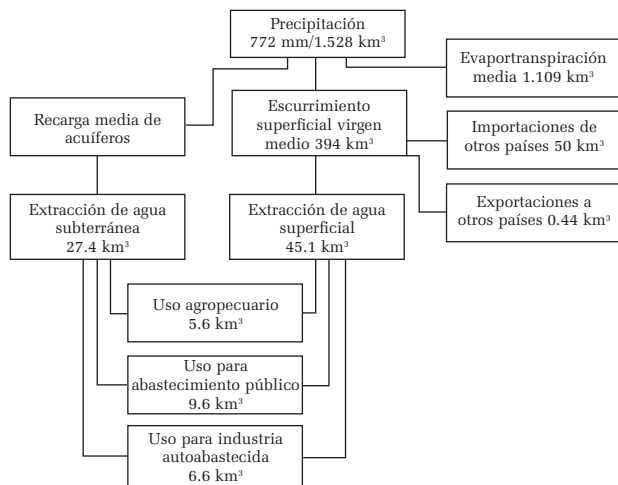 Precipitación
772 mm/1.528 km³
Evaportranspiración
media 1.109 km³
Recarga media de
acuíferos
Escurrimiento
superficial virgen
medio 394 km³
Importaciones de
otros países 50 km³
Exportaciones a
otros países 0.44 km³
Extracción de agua
subterránea
27.4 km³
Extracción de agua
superficial
45.1 km³
Uso agropecuario
5.6 km³
Uso para
abastecimiento público
9.6 km³
Uso para industria
autoabastecida
6.6 km³